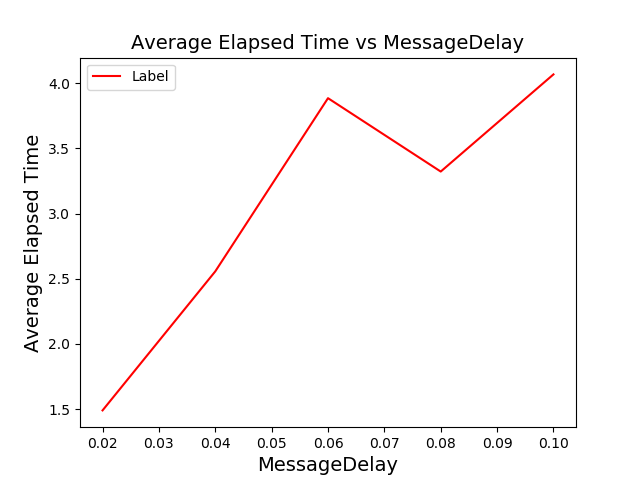 Average Elapsed Time vs MessageDelay
Label
4.0
3.5
3.0
2.5
2.0
1.5
Average Elapsed Time
0.02 0.03 0.04 0.05 0.06 0.07 0.08 0.09 0.10
MessageDelay